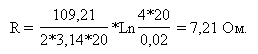 R = 109,21 / 2*3,14*20 *Ln 4*20 / 0,02 = 7,21 Ом.